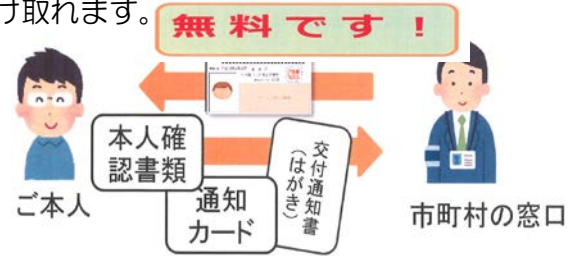 け取れます。
無料です！
本人確
認書類
通知
カード
交付通知書
（はがき）
ご本人
市町村の窓口